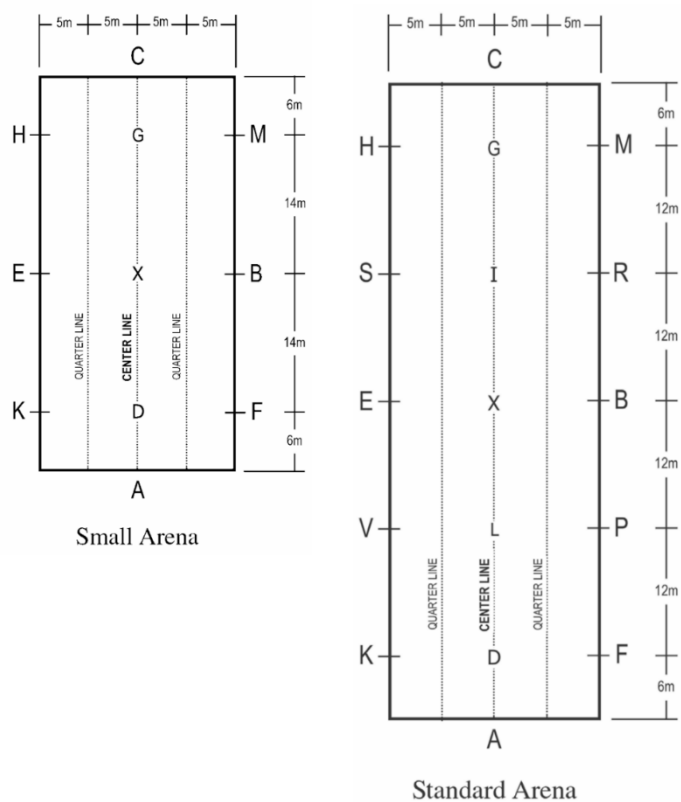 5m 5m 5m 5m
C
6m
H G M
14m
E X B
QUARTER LINE CENTER LINE QUARTER LINE
14m
K D F
6m
A
Small Arena
5m 5m 5m 5m
C
6m
H G M
12m
S I R
12m
E X B
12m
V L P
QUARTER LINE CENTER LINE QUARTER LINE
12m
K D F
6m
A
Standard Arena